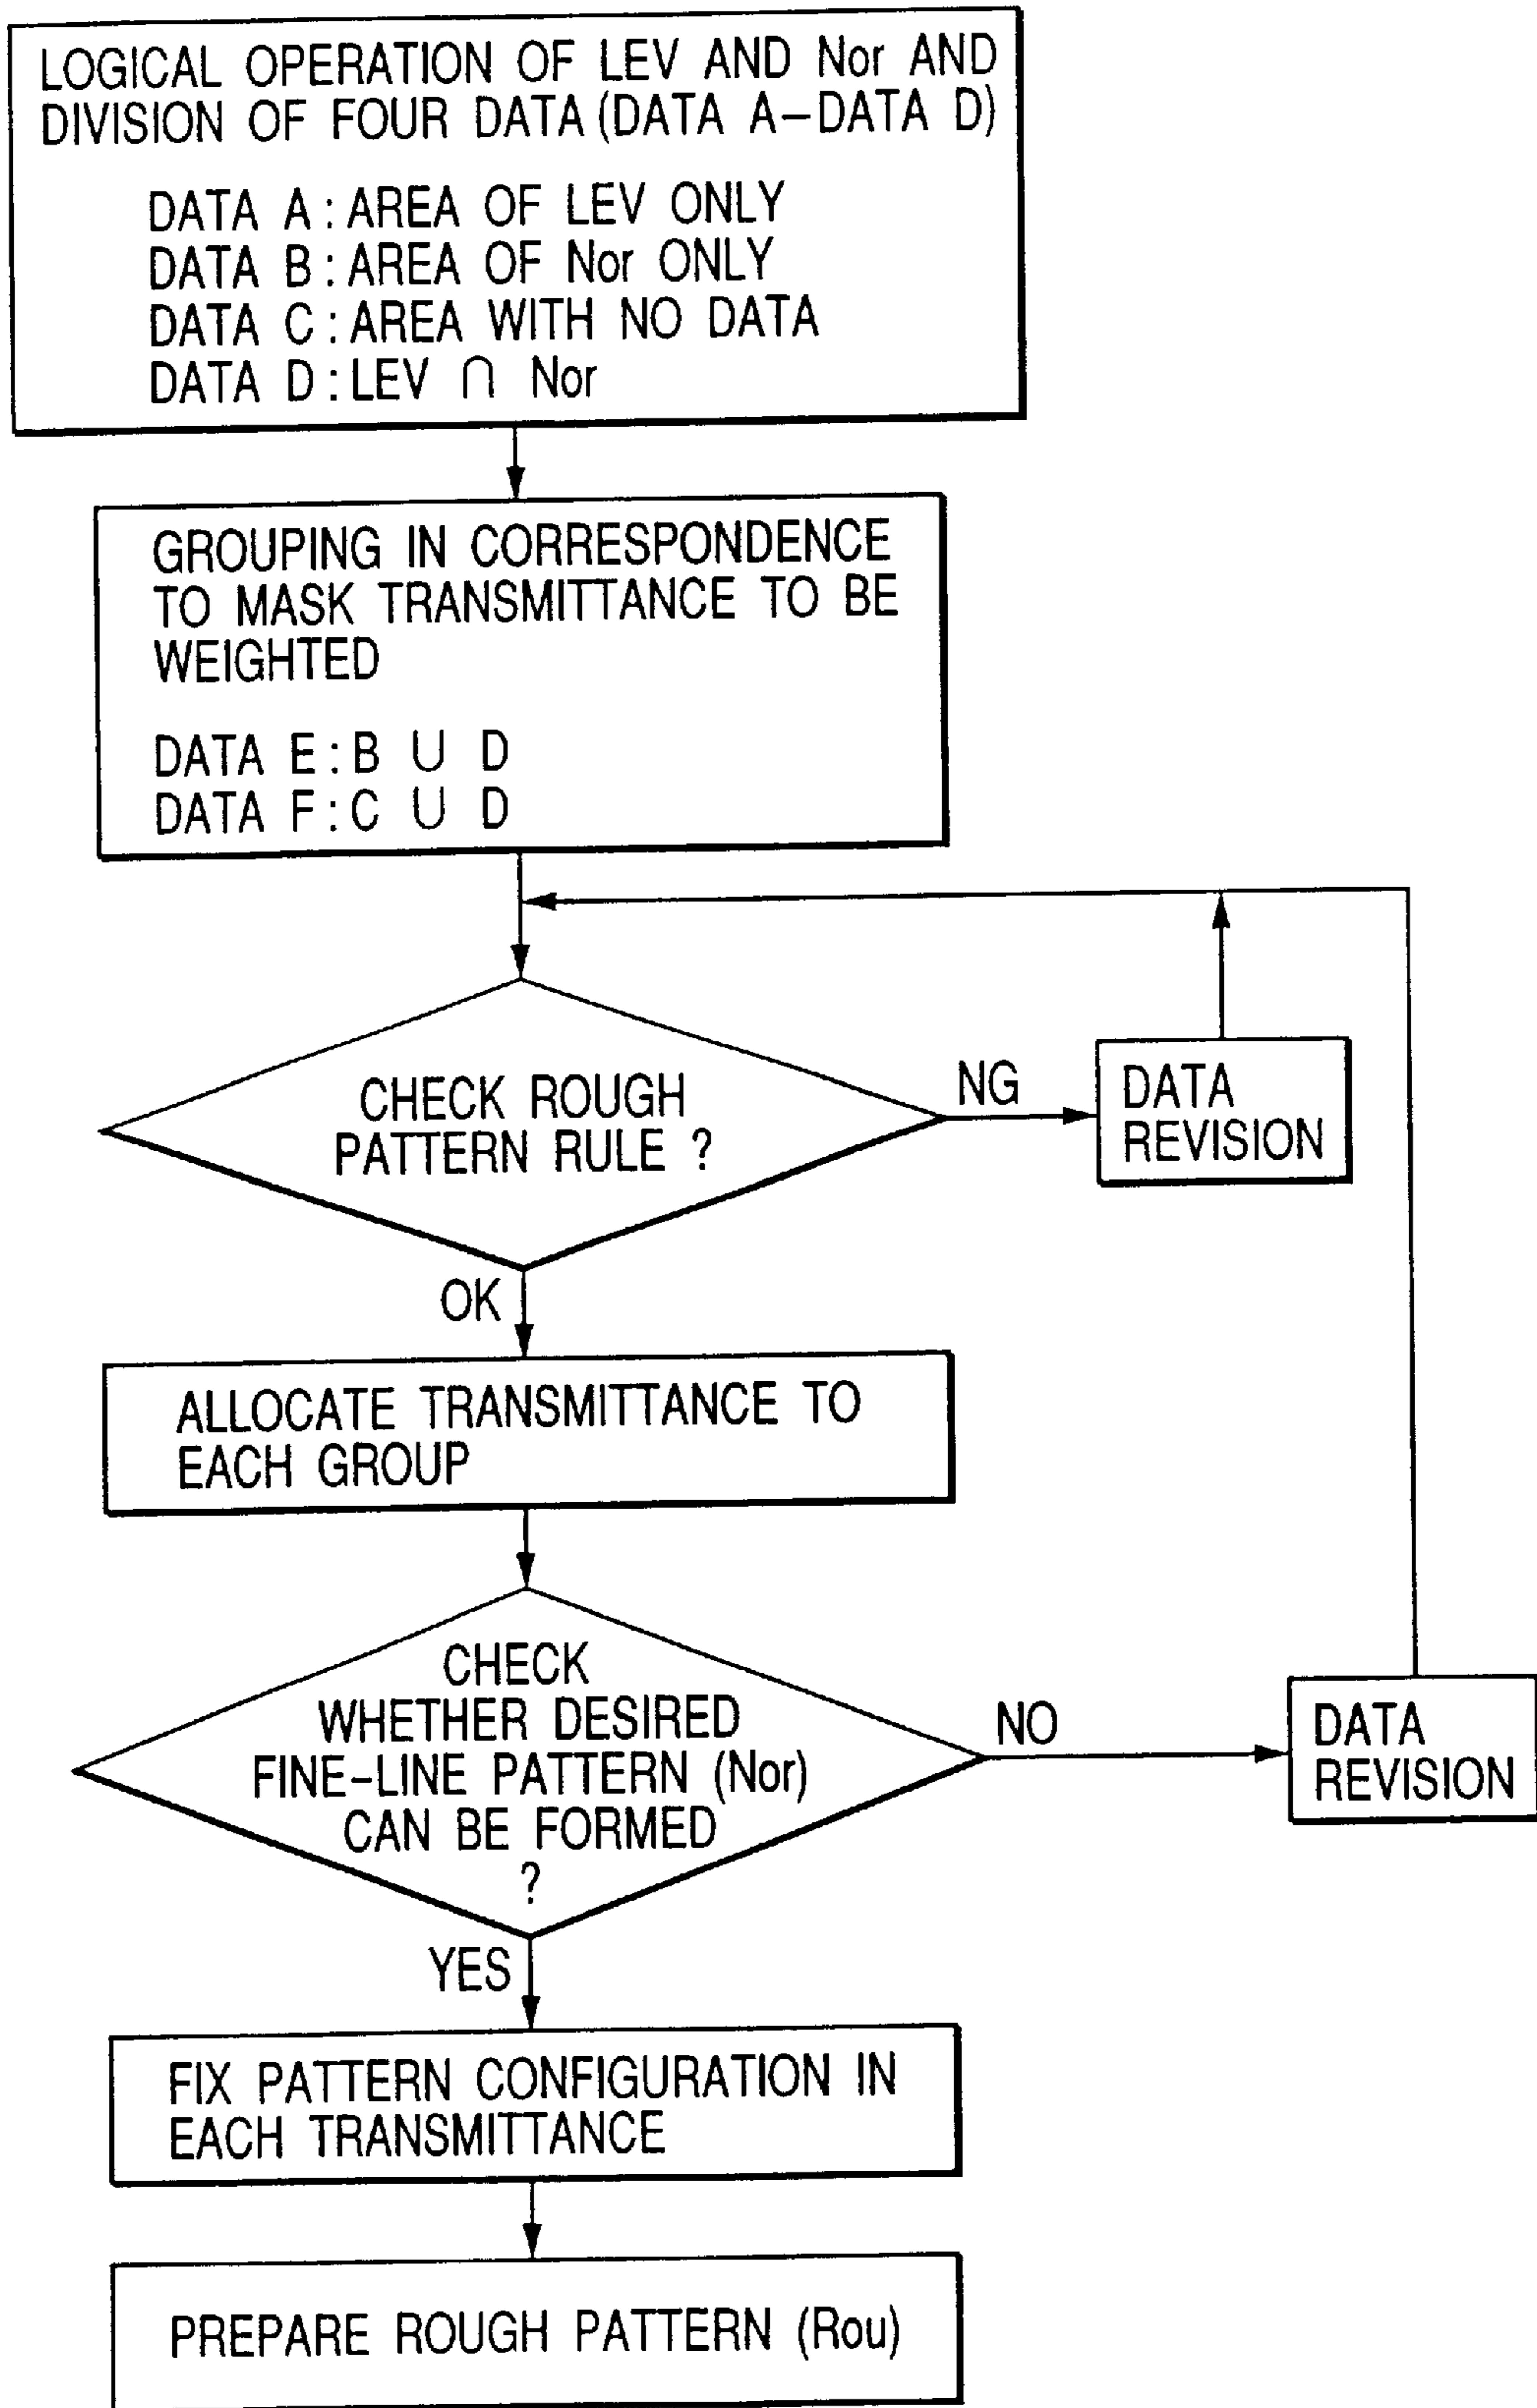 LOGICAL OPERATION OF LEV AND Nor AND
DIVISION OF FOUR DATA (DATA A-DATA D)
DATA A: AREA OF LEV ONLY
DATA B: AREA OF Nor ONLY
DATA C: AREA WITH NO DATA
DATA D: LEV ∩ Nor
GROUPING IN CORRESPONDENCE
TO MASK TRANSMITTANCE TO BE
WEIGHTED
DATA E: B ∪ D
DATA F: C ∪ D
CHECK ROUGH
PATTERN RULE ?
NG
DATA
REVISION
OK
ALLOCATE TRANSMITTANCE TO
EACH GROUP
CHECK
WHETHER DESIRED
FINE-LINE PATTERN (Nor)
CAN BE FORMED
?
NO
DATA
REVISION
YES
FIX PATTERN CONFIGURATION IN
EACH TRANSMITTANCE
PREPARE ROUGH PATTERN (Rou)